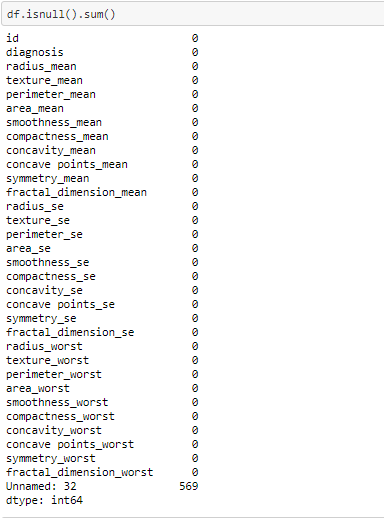 df.isnull().sum()
id 0
diagnosis 0
radius_mean 0
texture_mean 0
perimeter_mean 0
area_mean 0
smoothness_mean 0
compactness_mean 0
concavity_mean 0
concave points_mean 0
symmetry_mean 0
fractal_dimension_mean 0
radius_se 0
texture_se 0
perimeter_se 0
area_se 0
smoothness_se 0
compactness_se 0
concavity_se 0
concave points_se 0
symmetry_se 0
fractal_dimension_se 0
radius_worst 0
texture_worst 0
perimeter_worst 0
area_worst 0
smoothness_worst 0
compactness_worst 0
concavity_worst 0
concave points_worst 0
symmetry_worst 0
fractal_dimension_worst 0
Unnamed: 32 569
dtype: int64